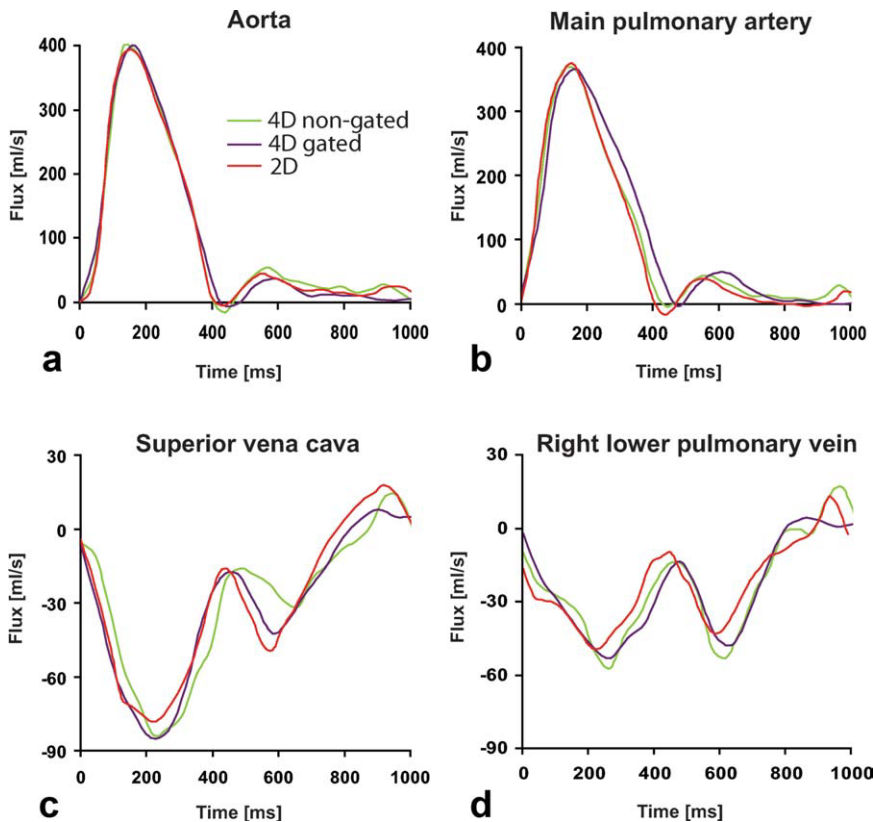 Aorta
400
300
200
100
0
Flux [ml/s]
4D non-gated
4D gated
2D
0 200 400 600 800 1000
Time [ms]
a
Main pulmonary artery
400
300
200
100
0
Flux [ml/s]
0 200 400 600 800 1000
Time [ms]
b
Superior vena cava
30
0
-30
-60
-90
Flux [ml/s]
0 200 400 600 800 1000
Time [ms]
c
Right lower pulmonary vein
30
0
-30
-60
-90
Flux [ml/s]
0 200 400 600 800 1000
Time [ms]
d